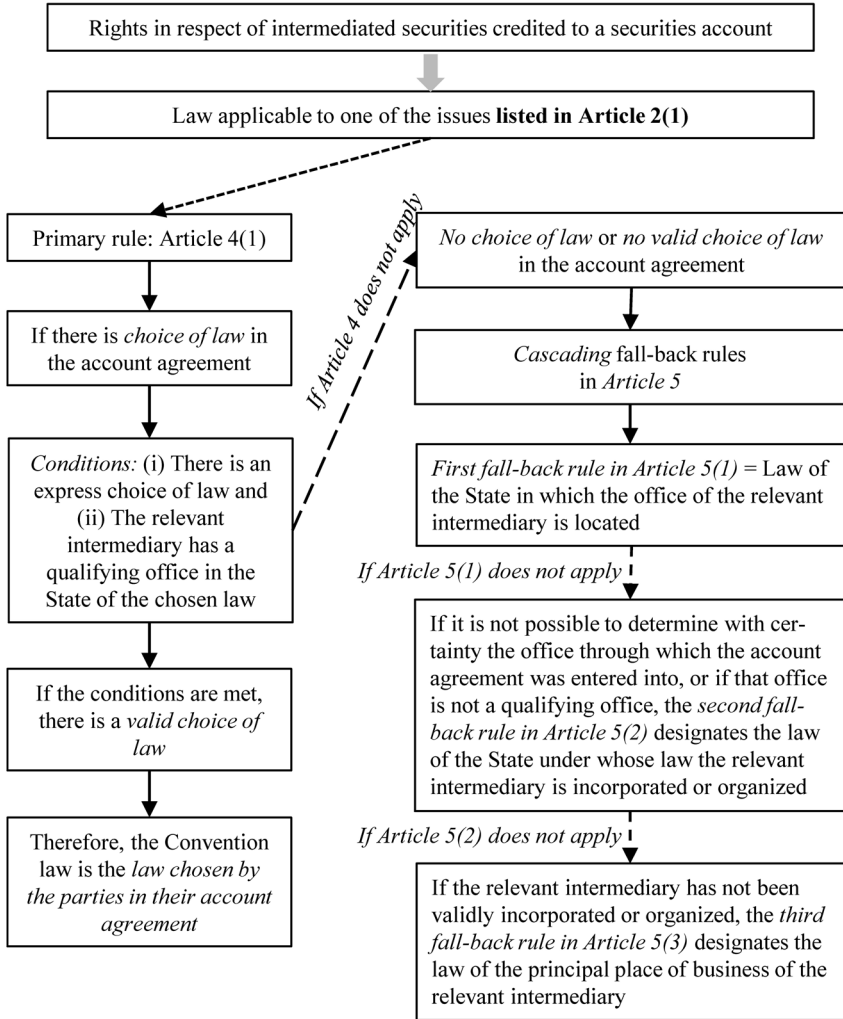 Rights in respect of intermediated securities credited to a securities account
Law applicable to one of the issues listed in Article 2(1)
Primary rule: Article 4(1)
If there is choice of law in
the account agreement
Conditions: (i) There is an
express choice of law and
(ii) The relevant
intermediary has a
qualifying office in the
State of the chosen law
If the conditions are met,
there is a valid choice of
law
Therefore, the Convention
law is the law chosen by
the parties in their account
agreement
If Article 4 does not apply
No choice of law or no valid choice of law
in the account agreement
Cascading fall-back rules
in Article 5
First fall-back rule in Article 5(1) = Law of
the State in which the office of the relevant
intermediary is located
If Article 5(1) does not apply
If it is not possible to determine with cer-
tainty the office through which the account
agreement was entered into, or if that office
is not a qualifying office, the second fall-
back rule in Article 5(2) designates the law
of the State under whose law the relevant
intermediary is incorporated or organized
If Article 5(2) does not apply
If the relevant intermediary has not been
validly incorporated or organized, the third
fall-back rule in Article 5(3) designates the
law of the principal place of business of the
relevant intermediary